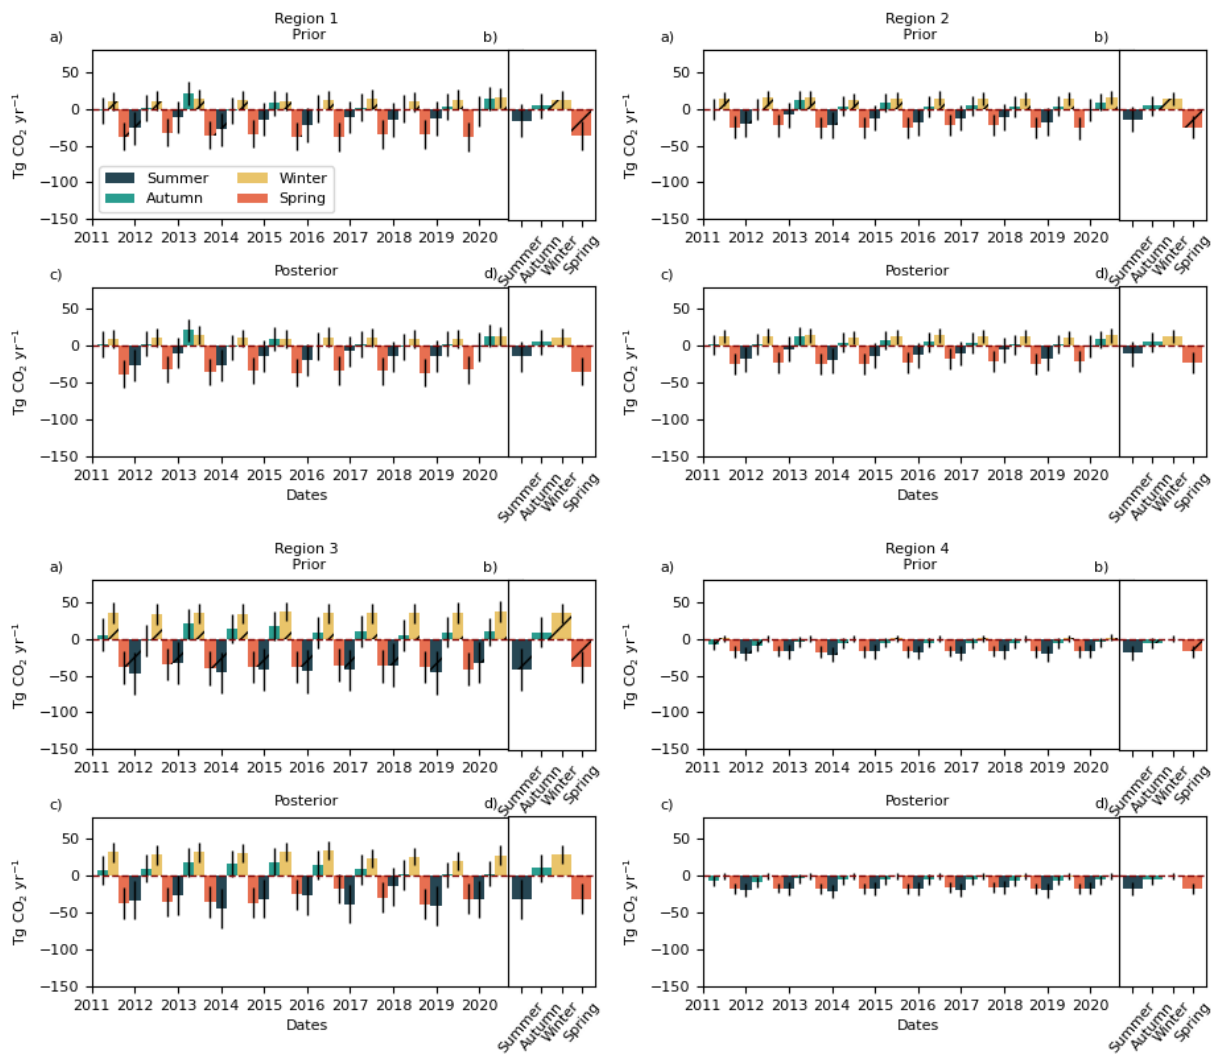 Region 1
Prior
a)
b)
Tg CO₂ yr⁻¹
50
0
−50
−100
−150
Summer
Winter
Autumn
Spring
2011 2012 2013 2014 2015 2016 2017 2018 2019 2020
Summer
Autumn
Winter
Spring
Posterior
c)
d)
Tg CO₂ yr⁻¹
50
0
−50
−100
−150
2011 2012 2013 2014 2015 2016 2017 2018 2019 2020
Summer
Autumn
Winter
Spring
Dates
Region 2
Prior
a)
b)
Tg CO₂ yr⁻¹
50
0
−50
−100
−150
2011 2012 2013 2014 2015 2016 2017 2018 2019 2020
Summer
Autumn
Winter
Spring
Posterior
c)
d)
Tg CO₂ yr⁻¹
50
0
−50
−100
−150
2011 2012 2013 2014 2015 2016 2017 2018 2019 2020
Summer
Autumn
Winter
Spring
Dates
Region 3
Prior
a)
b)
Tg CO₂ yr⁻¹
50
0
−50
−100
−150
2011 2012 2013 2014 2015 2016 2017 2018 2019 2020
Summer
Autumn
Winter
Spring
Posterior
c)
d)
Tg CO₂ yr⁻¹
50
0
−50
−100
−150
2011 2012 2013 2014 2015 2016 2017 2018 2019 2020
Summer
Autumn
Winter
Spring
Dates
Region 4
Prior
a)
b)
Tg CO₂ yr⁻¹
50
0
−50
−100
−150
2011 2012 2013 2014 2015 2016 2017 2018 2019 2020
Summer
Autumn
Winter
Spring
Posterior
c)
d)
Tg CO₂ yr⁻¹
50
0
−50
−100
−150
2011 2012 2013 2014 2015 2016 2017 2018 2019 2020
Summer
Autumn
Winter
Spring
Dates